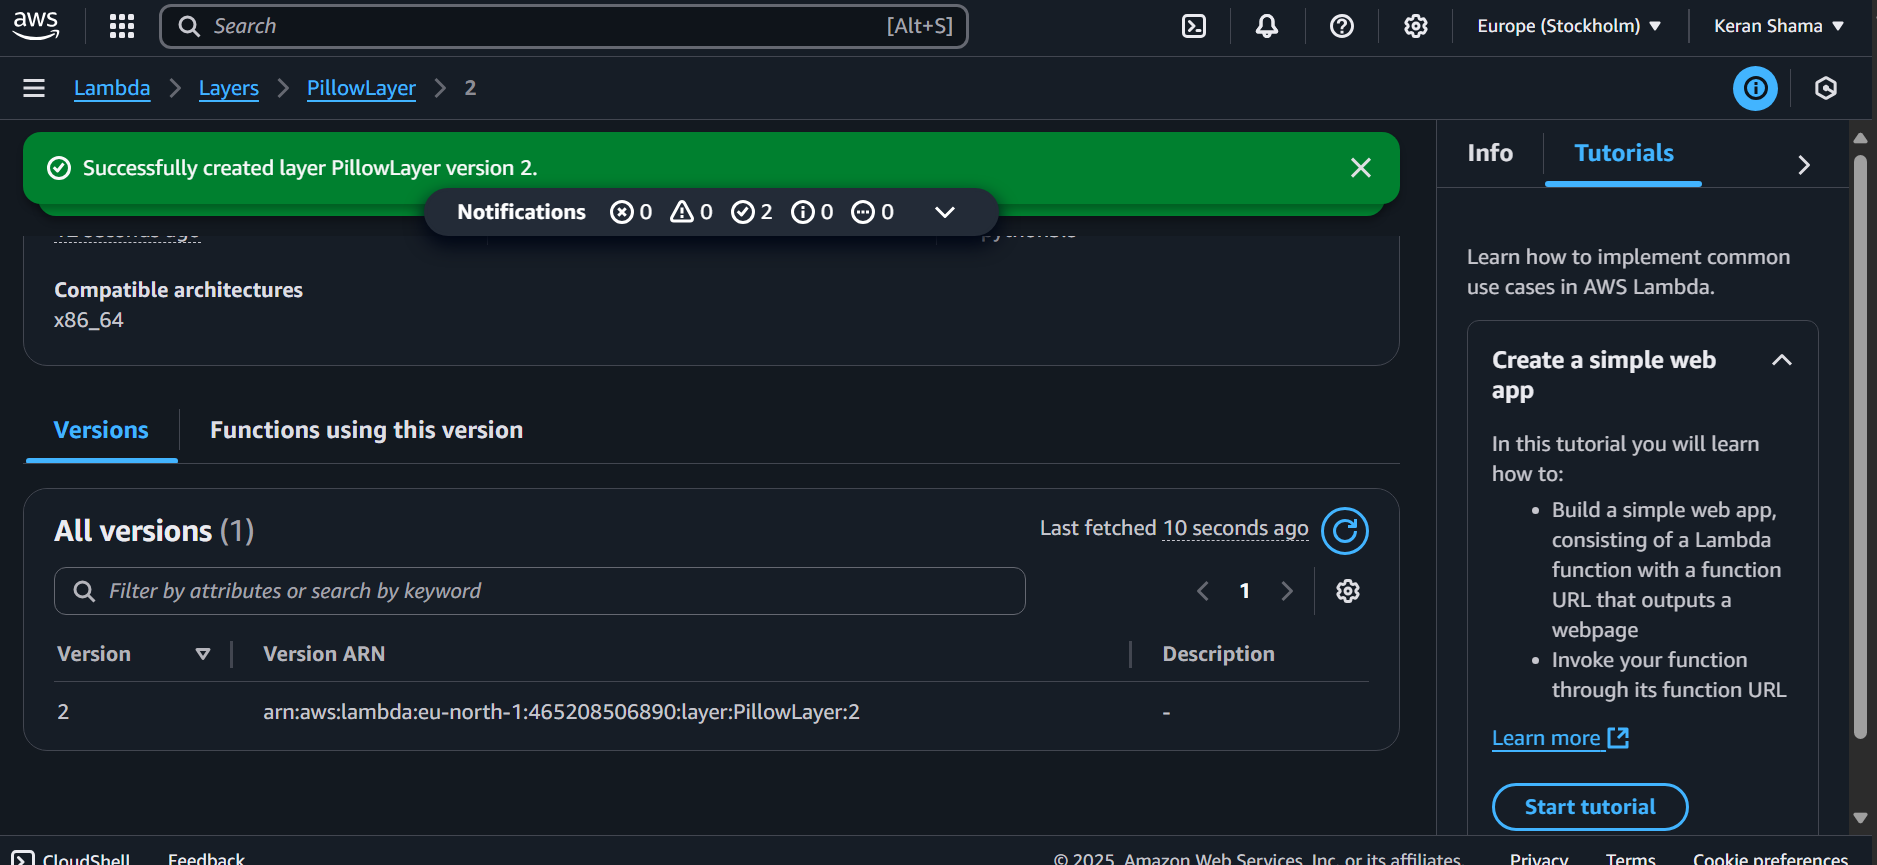 aws
Search
[Alt+S]
Europe (Stockholm)
Keran Shama
Lambda
Layers
PillowLayer
2
Successfully created layer PillowLayer version 2.
Notifications 0 0 2 0 0
Compatible architectures
x86_64
Versions
Functions using this version
All versions (1)
Last fetched 10 seconds ago
Filter by attributes or search by keyword
1
Version
Version ARN
Description
2
arn:aws:lambda:eu-north-1:465208506890:layer:PillowLayer:2
-
Info
Tutorials
Learn how to implement common
use cases in AWS Lambda.
Create a simple web
app
In this tutorial you will learn
how to:
• Build a simple web app,
consisting of a Lambda
function with a function
URL that outputs a
webpage
• Invoke your function
through its function URL
Learn more
Start tutorial
CloudShell
Feedback
© 2025, Amazon Web Services, Inc. or its affiliates.
Privacy
Terms
Cookie preferences